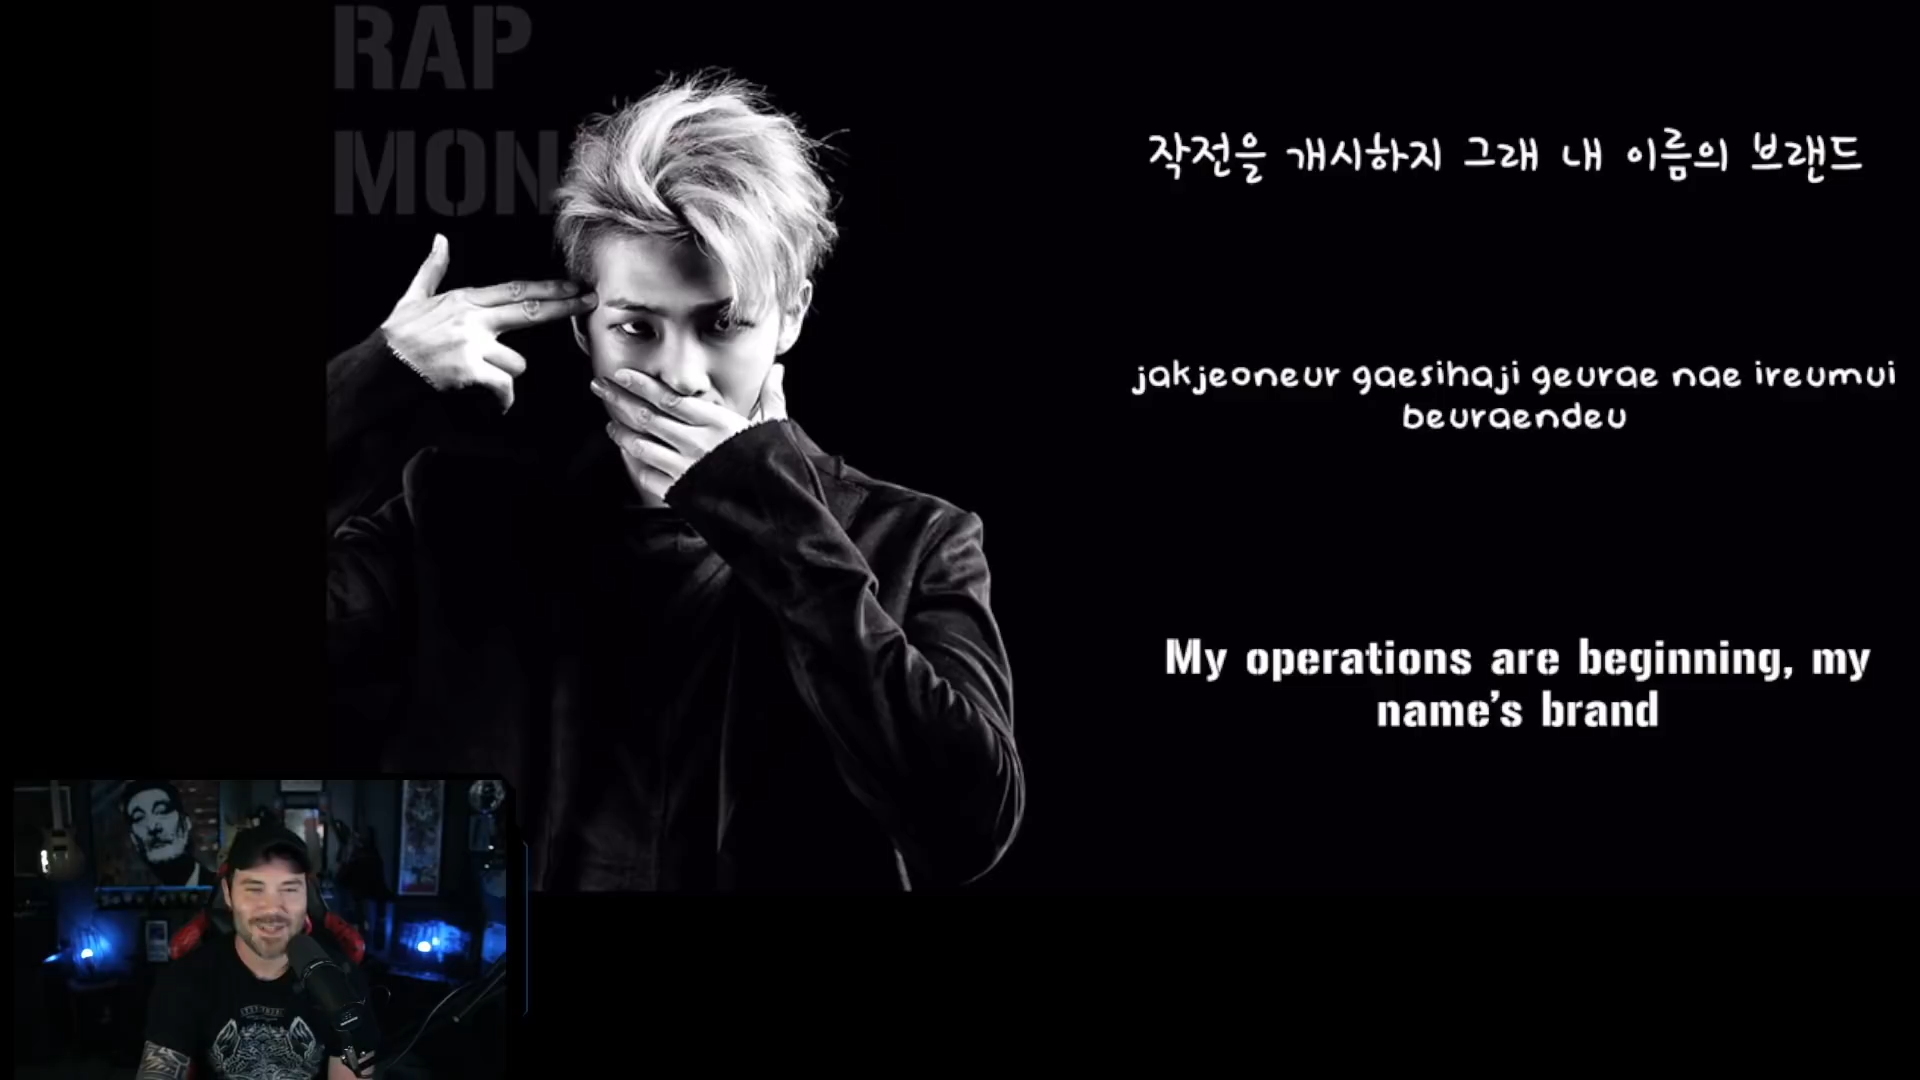 RAP
MON
작전을 개시하지 그래 내 이름의 브랜드
jakjeoneur gaesihaji geurae nae ireumui
beuraendeu
My operations are beginning, my
name's brand